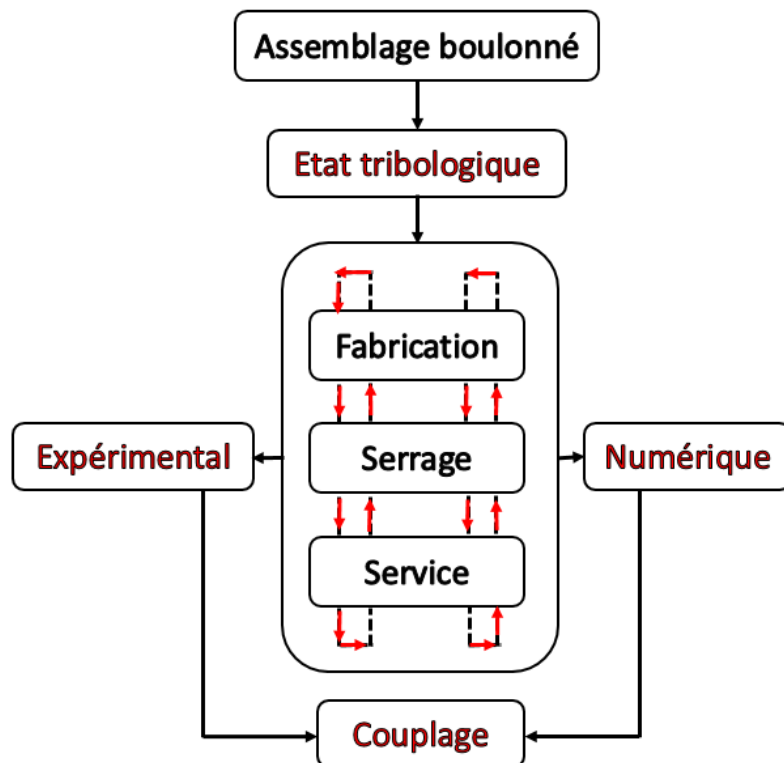 Assemblage boulonné
Etat tribologique
Fabrication
Expérimental
Serrage
Numérique
Service
Couplage